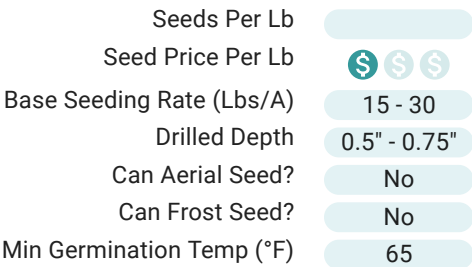 Seeds Per Lb
Seed Price Per Lb $ $ $
Base Seeding Rate (Lbs/A) 15 - 30
Drilled Depth 0.5" - 0.75"
Can Aerial Seed? No
Can Frost Seed? No
Min Germination Temp (°F) 65